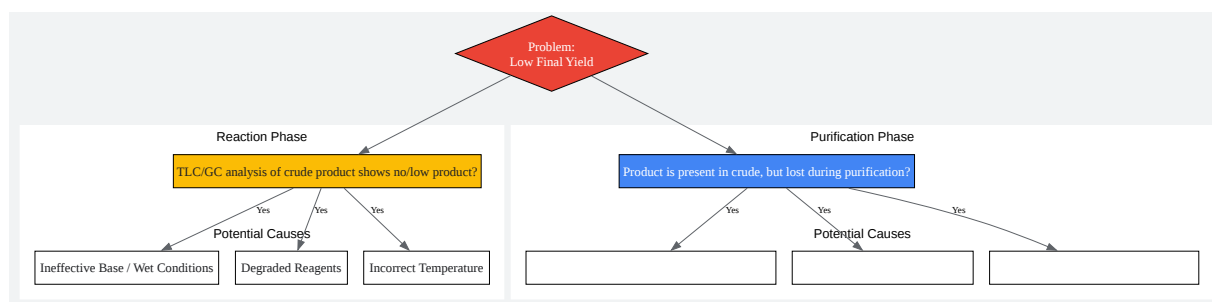 Problem:
Low Final Yield
Reaction Phase
TLC/GC analysis of crude product shows no/low product?
Yes
Yes
Yes
Potential Causes
Ineffective Base / Wet Conditions
Degraded Reagents
Incorrect Temperature
Purification Phase
Product is present in crude, but lost during purification?
Yes
Yes
Yes
Potential Causes